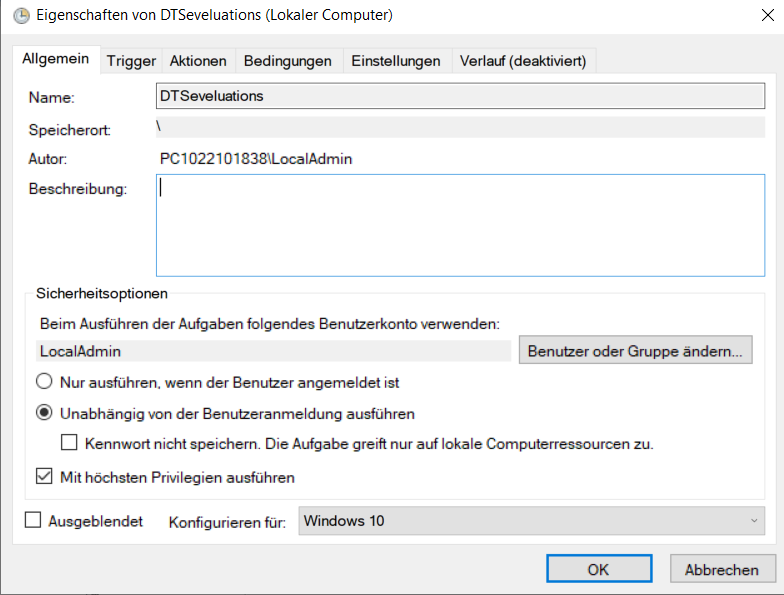 Eigenschaften von DTSeveluations (Lokaler Computer)
Allgemein Trigger Aktionen Bedingungen Einstellungen Verlauf (deaktiviert)
Name: DTSeveluations
Speicherort: \
Autor: PC1022101838\LocalAdmin
Beschreibung:
Sicherheitsoptionen
Beim Ausführen der Aufgaben folgendes Benutzerkonto verwenden:
LocalAdmin Benutzer oder Gruppe ändern...
Nur ausführen, wenn der Benutzer angemeldet ist
Unabhängig von der Benutzeranmeldung ausführen
Kennwort nicht speichern. Die Aufgabe greift nur auf lokale Computerressourcen zu.
Mit höchsten Privilegien ausführen
Ausgeblendet Konfigurieren für: Windows 10
OK Abbrechen